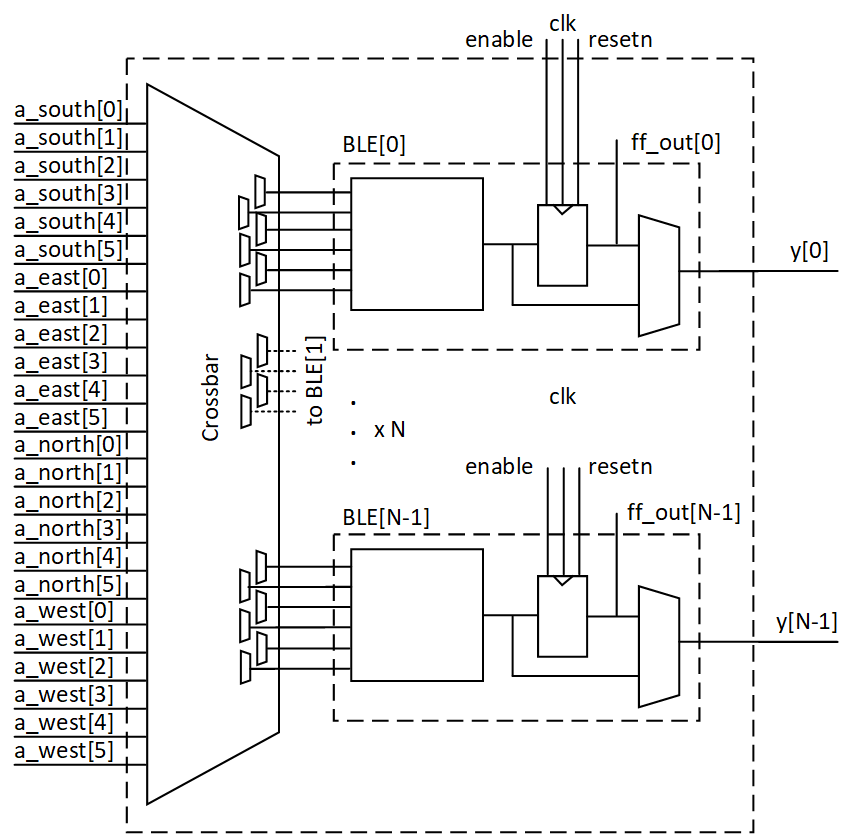 clk
enable
resetn
a_south[0]
a_south[1]
a_south[2]
a_south[3]
a_south[4]
a_south[5]
a_east[0]
a_east[1]
a_east[2]
a_east[3]
a_east[4]
a_east[5]
a_north[0]
a_north[1]
a_north[2]
a_north[3]
a_north[4]
a_north[5]
a_west[0]
a_west[1]
a_west[2]
a_west[3]
a_west[4]
a_west[5]
Crossbar
to BLE[1]
BLE[0]
ff_out[0]
y[0]
. 
. x N
.
clk
enable
resetn
BLE[N-1]
ff_out[N-1]
y[N-1]